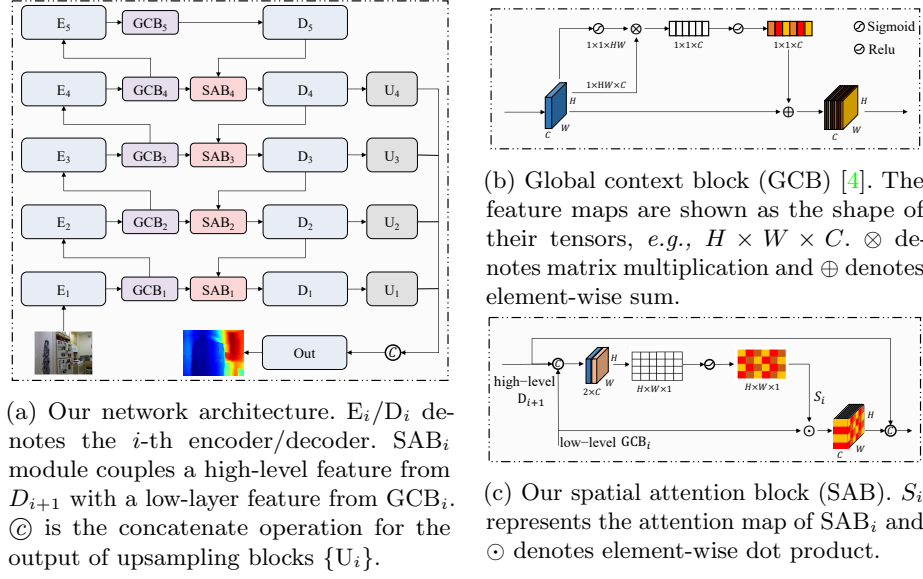 E5 GCB5 D5
E4 GCB4 SAB4 D4 U4
E3 GCB3 SAB3 D3 U3
E2 GCB2 SAB2 D2 U2
E1 GCB1 SAB1 D1 U1
Out C
(a) Our network architecture. Ei/Di de-
notes the i-th encoder/decoder. SABi
module couples a high-level feature from
Di+1 with a low-layer feature from GCBi.
ⓒ is the concatenate operation for the
output of upsampling blocks {Ui}.
Sigmoid
Relu
1×1×HW
1×1×C
1×1×C
1×HW×C
H
W
C
H
W
C
(b) Global context block (GCB) [4]. The
feature maps are shown as the shape of
their tensors, e.g., H × W × C. ⊗ de-
notes matrix multiplication and ⊕ denotes
element-wise sum.
high-level
Di+1
C
H
W
2×C
H×W×1
H×W×1
Si
low-level GCBi
H
W
C
C
(c) Our spatial attention block (SAB). Si
represents the attention map of SABi and
⊙ denotes element-wise dot product.